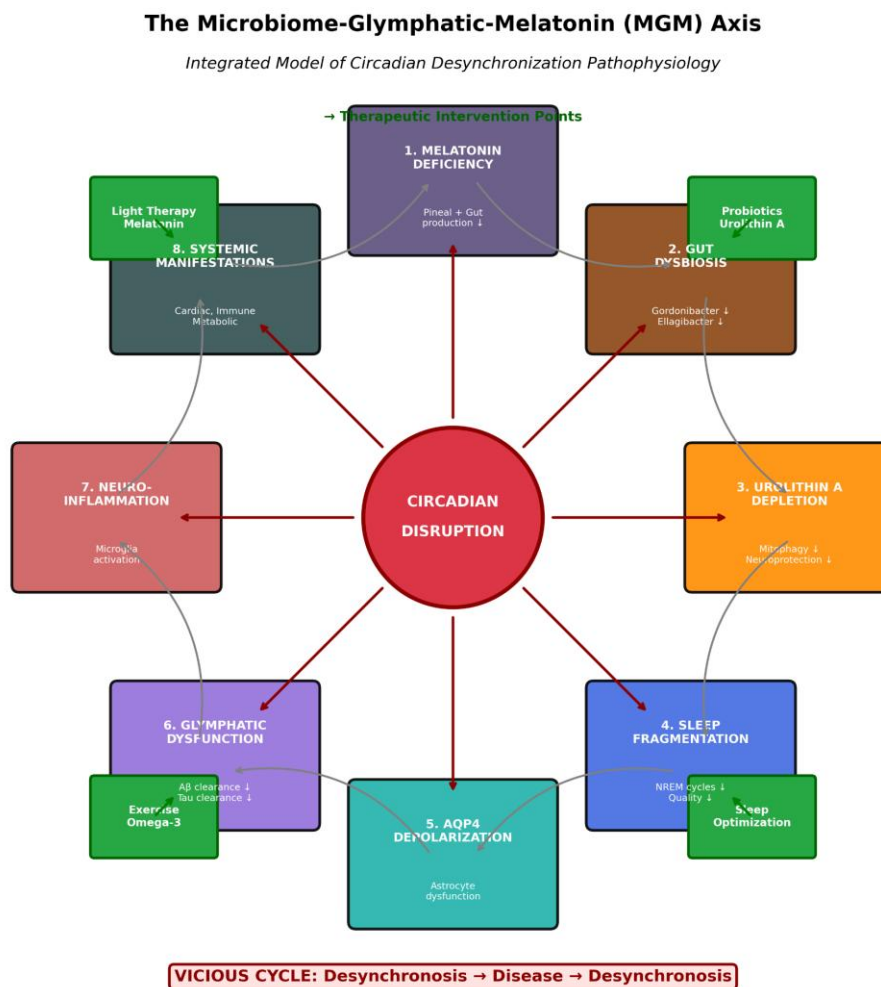 The Microbiome-Glymphatic-Melatonin (MGM) Axis
Integrated Model of Circadian Desynchronization Pathophysiology
→ Therapeutic Intervention Points
1. MELATONIN
DEFICIENCY
Pineal + Gut
production ↓
Light Therapy
Melatonin
Probiotics
Urolithin A
8. SYSTEMIC
MANIFESTATIONS
Cardiac, Immune
Metabolic
2. GUT
DYSBIOSIS
Gordonibacter ↓
Ellagibacter ↓
7. NEURO-
INFLAMMATION
Microglia
activation
CIRCADIAN
DISRUPTION
3. UROLITHIN A
DEPLETION
Mitophagy ↓
Neuroprotection ↓
6. GLYMPHATIC
DYSFUNCTION
Aβ clearance ↓
Tau clearance ↓
Exercise
Omega-3
4. SLEEP
FRAGMENTATION
NREM cycles ↓
Quality ↓
Sleep
Optimization
5. AQP4
DEPOLARIZATION
Astrocyte
dysfunction
VICIOUS CYCLE: Desynchronosis → Disease → Desynchronosis